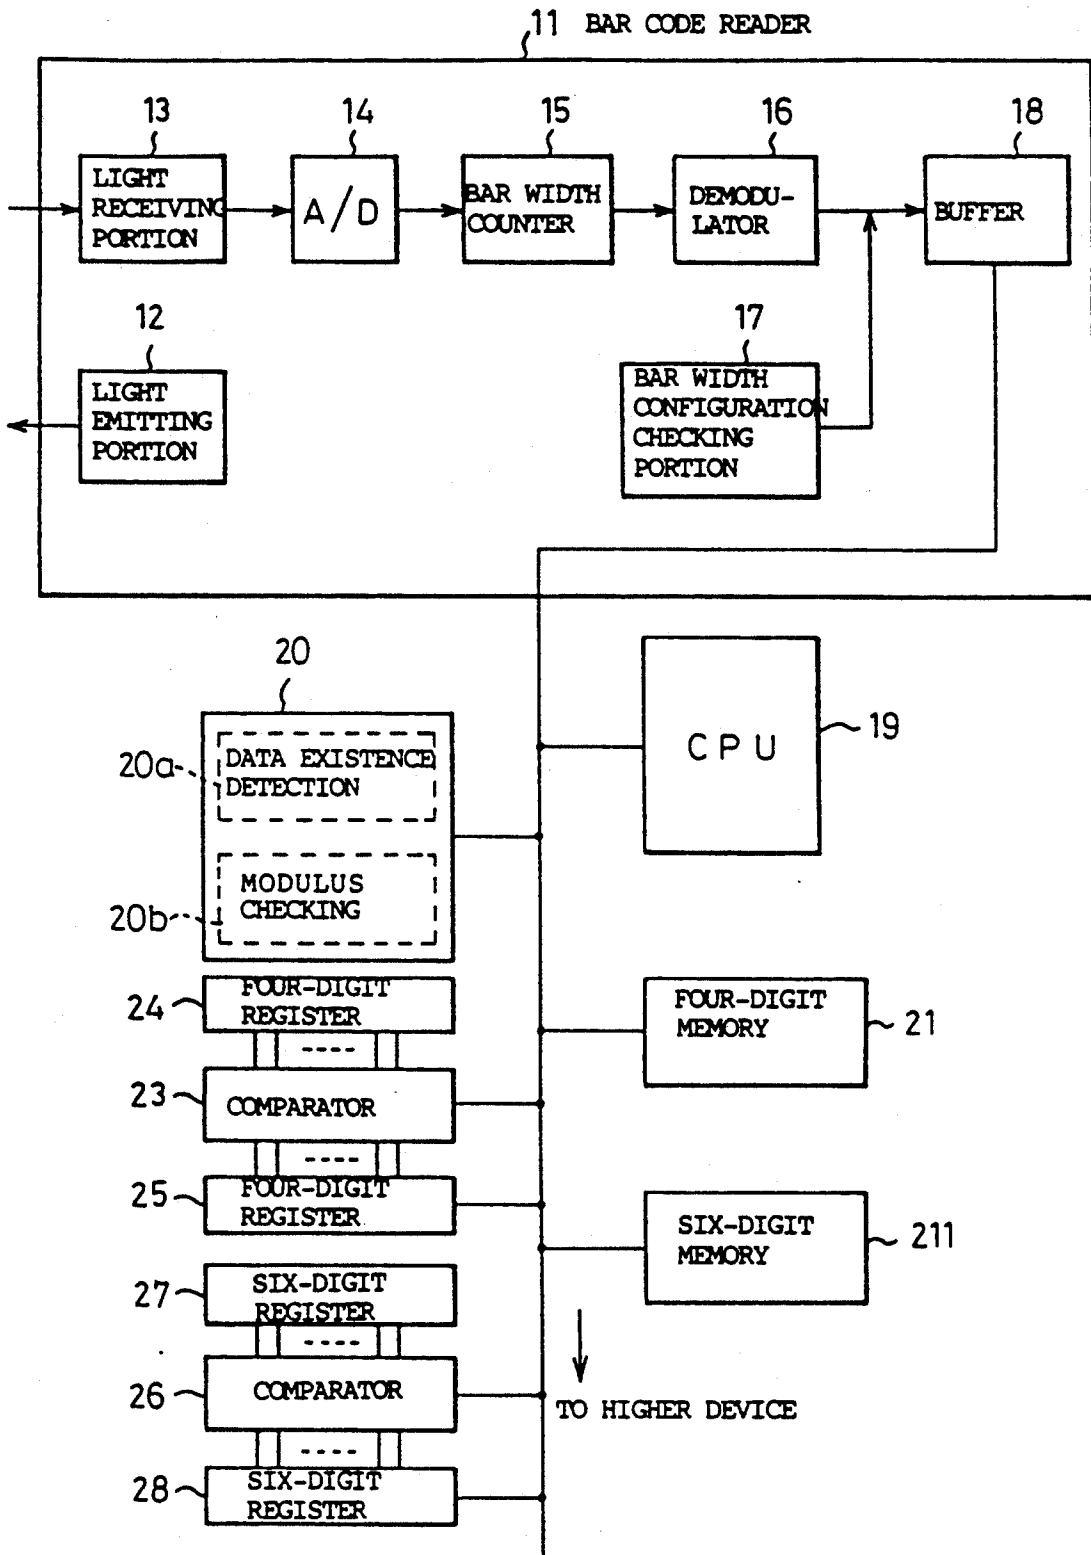 11 BAR CODE READER
13
14
15
16
18
LIGHT
RECEIVING
PORTION
A/D
BAR WIDTH
COUNTER
DEMODU-
LATOR
BUFFER
12
17
LIGHT
EMITTING
PORTION
BAR WIDTH
CONFIGURATION
CHECKING
PORTION
20
CPU
19
20a
DATA EXISTENCE
DETECTION
20b
MODULUS
CHECKING
24
FOUR-DIGIT
REGISTER
FOUR-DIGIT
MEMORY
21
23
COMPARATOR
25
FOUR-DIGIT
REGISTER
SIX-DIGIT
MEMORY
211
27
SIX-DIGIT
REGISTER
26
COMPARATOR
TO HIGHER DEVICE
28
SIX-DIGIT
REGISTER